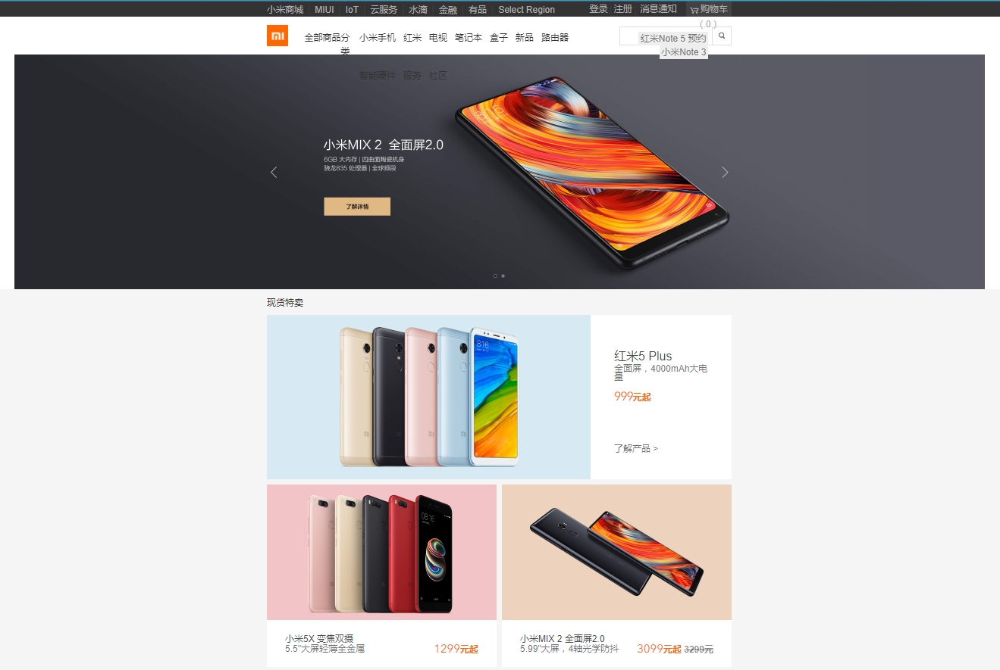 小米商城 MIUI IoT 云服务 水滴 金融 有品 Select Region 登录 注册 消息通知 购物车
( 0 )
mi 全部商品分类 小米手机 红米 电视 笔记本 盒子 新品 路由器
红米Note 5 预约
小米Note 3
智能硬件 服务 社区
小米MIX 2 全面屏2.0
6GB 大内存 | 四曲面陶瓷机身
骁龙835 处理器 | 全球频段
了解详情
现货特卖
8:16
红米5 Plus
全面屏，4000mAh大电
量
999元起
了解产品 >
08:16
小米5X 变焦双摄
5.5"大屏轻薄全金属
1299元起
小米MIX 2 全面屏2.0
5.99"大屏，4轴光学防抖
3099元起 3299元